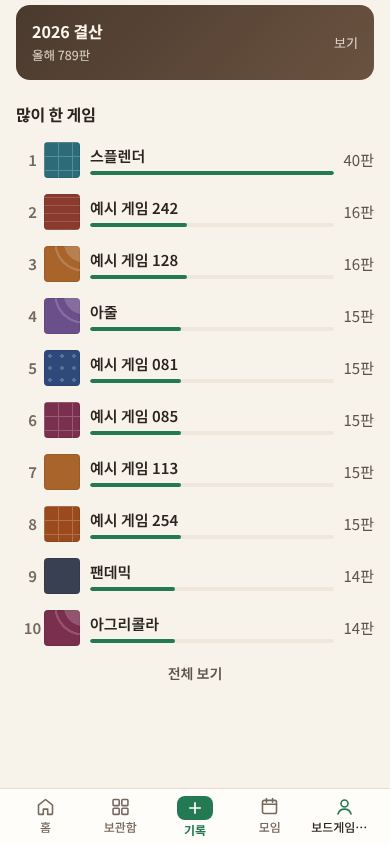 2026 결산
올해 789판
보기
많이 한 게임
1 스플렌더 40판
2 예시 게임 242 16판
3 예시 게임 128 16판
4 아줄 15판
5 예시 게임 081 15판
6 예시 게임 085 15판
7 예시 게임 113 15판
8 예시 게임 254 15판
9 팬데믹 14판
10 아그리콜라 14판
전체 보기
홈 보관함 기록 모임 보드게임…